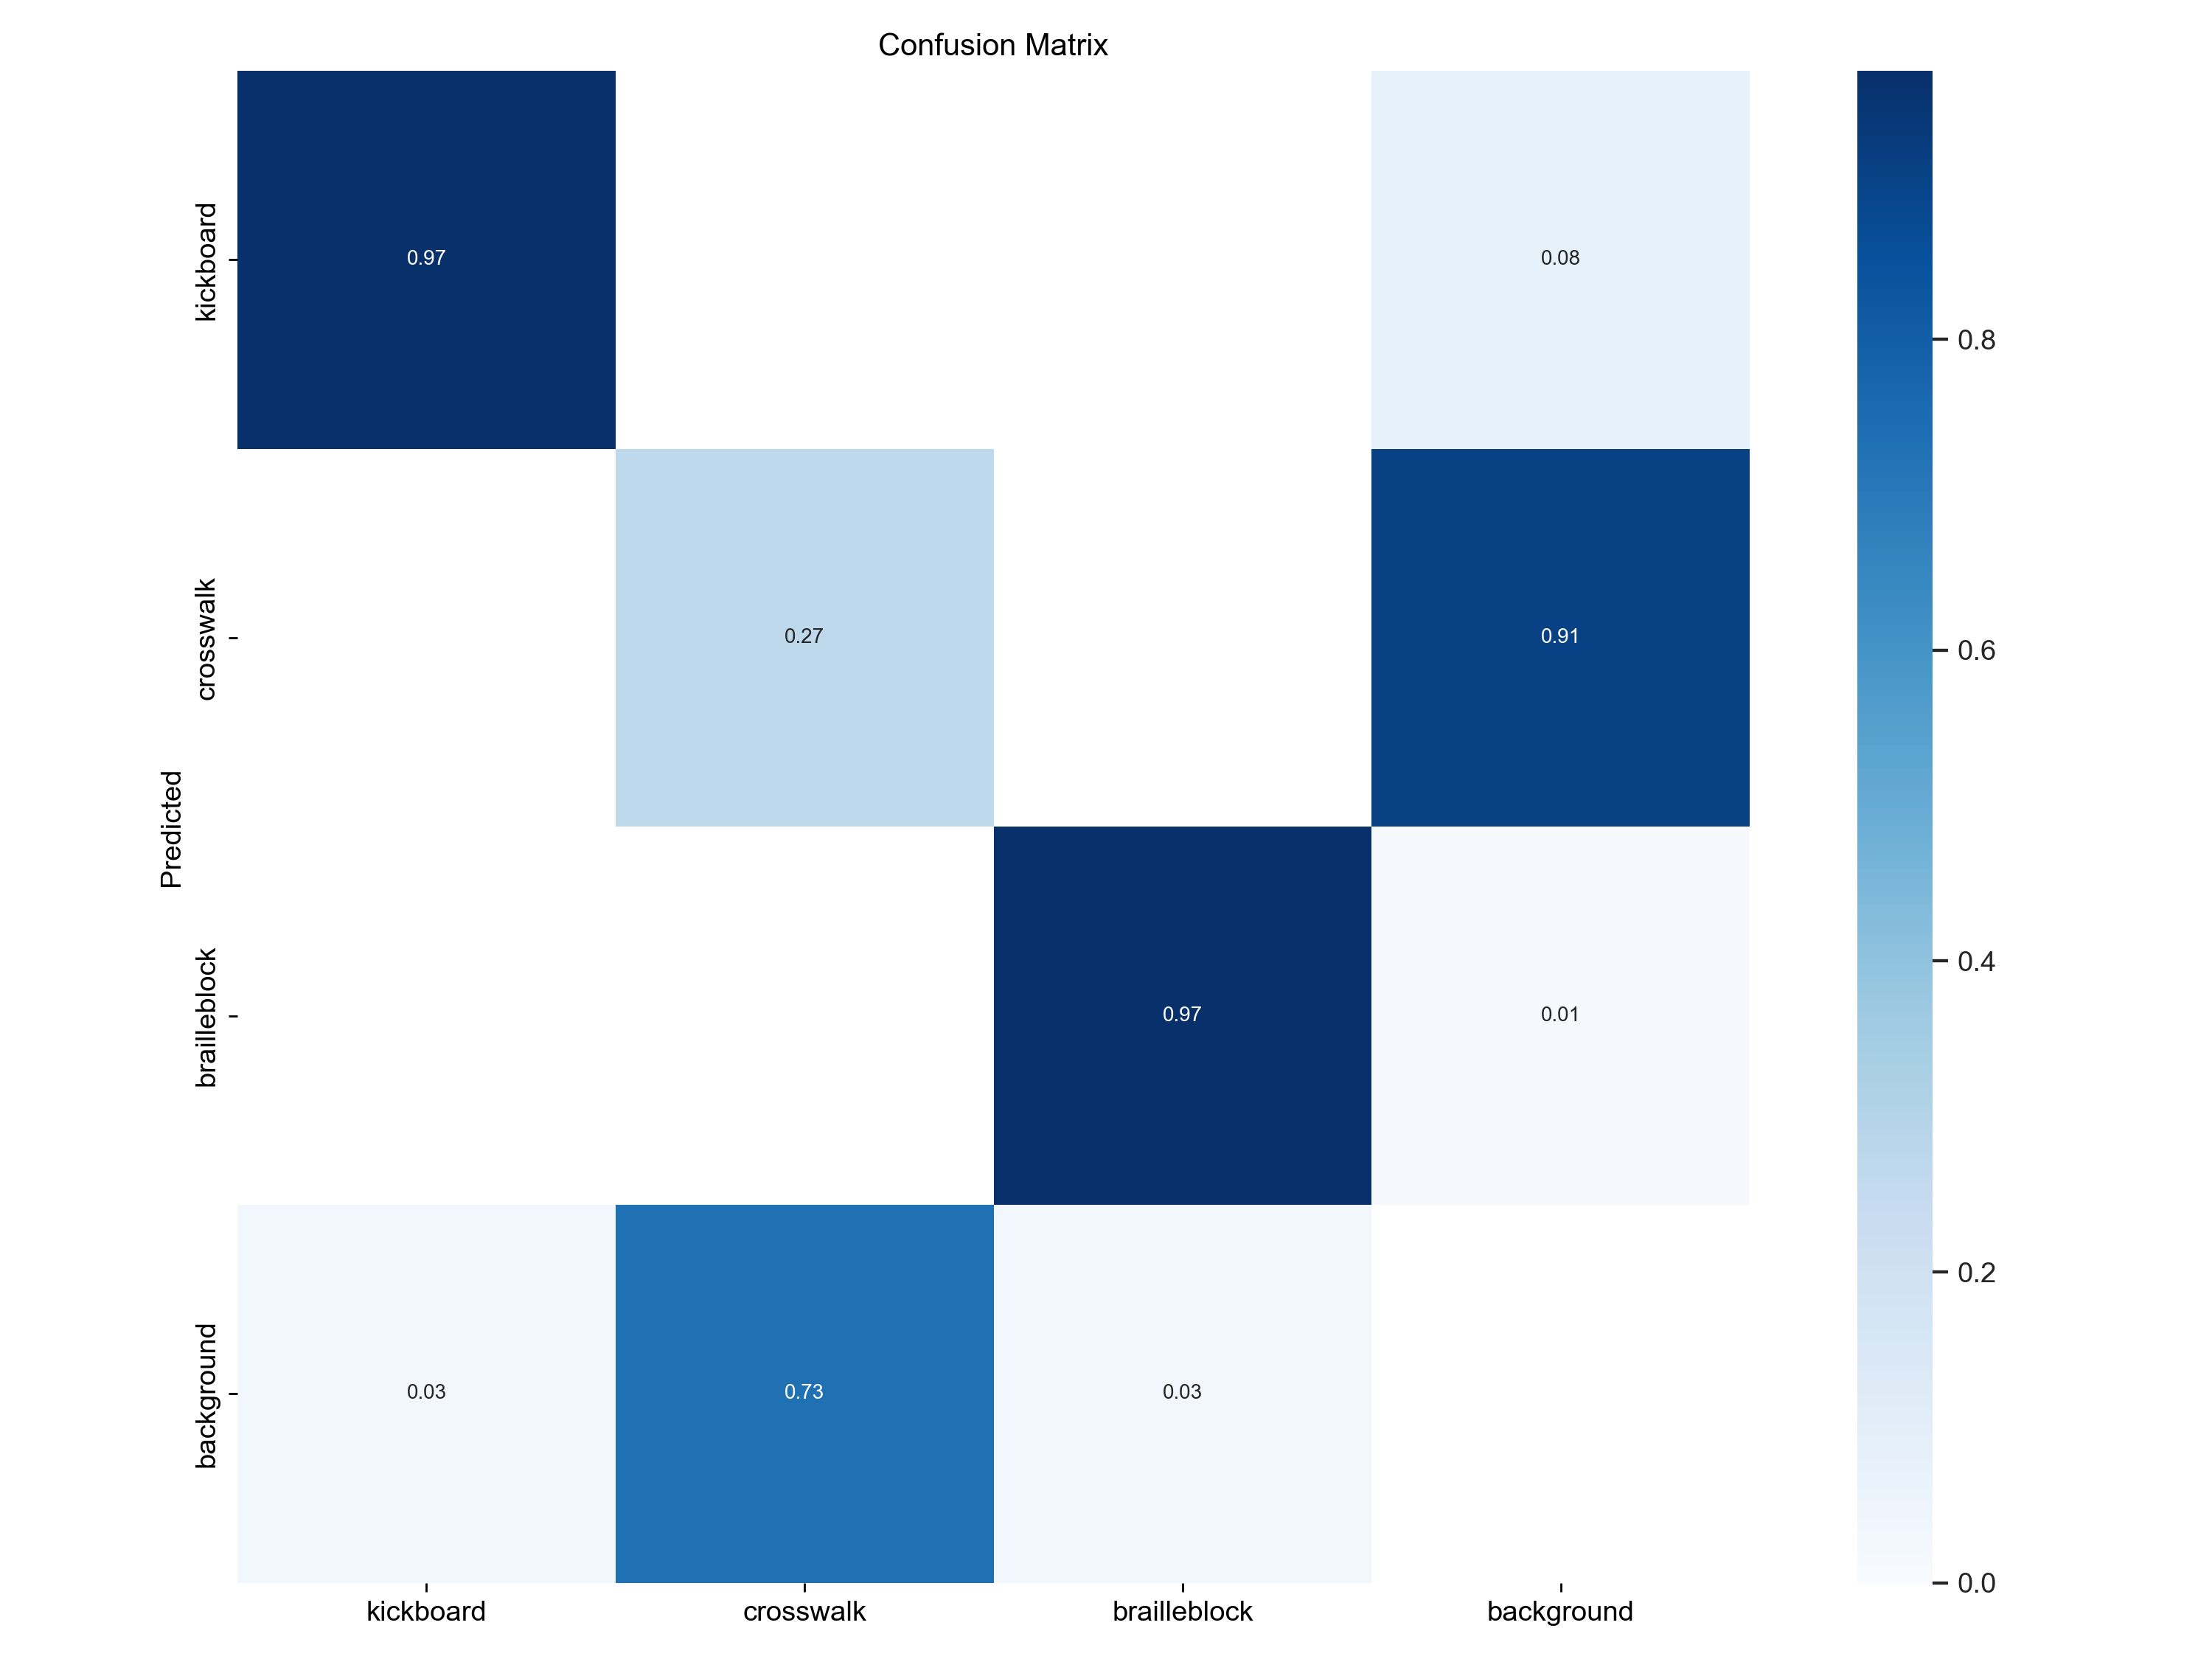 Confusion Matrix
kickboard
0.97
0.08
crosswalk
0.27
0.91
Predicted
brailleblock
0.97
0.01
background
0.03
0.73
0.03
kickboard
crosswalk
brailleblock
background
0.8
0.6
0.4
0.2
0.0